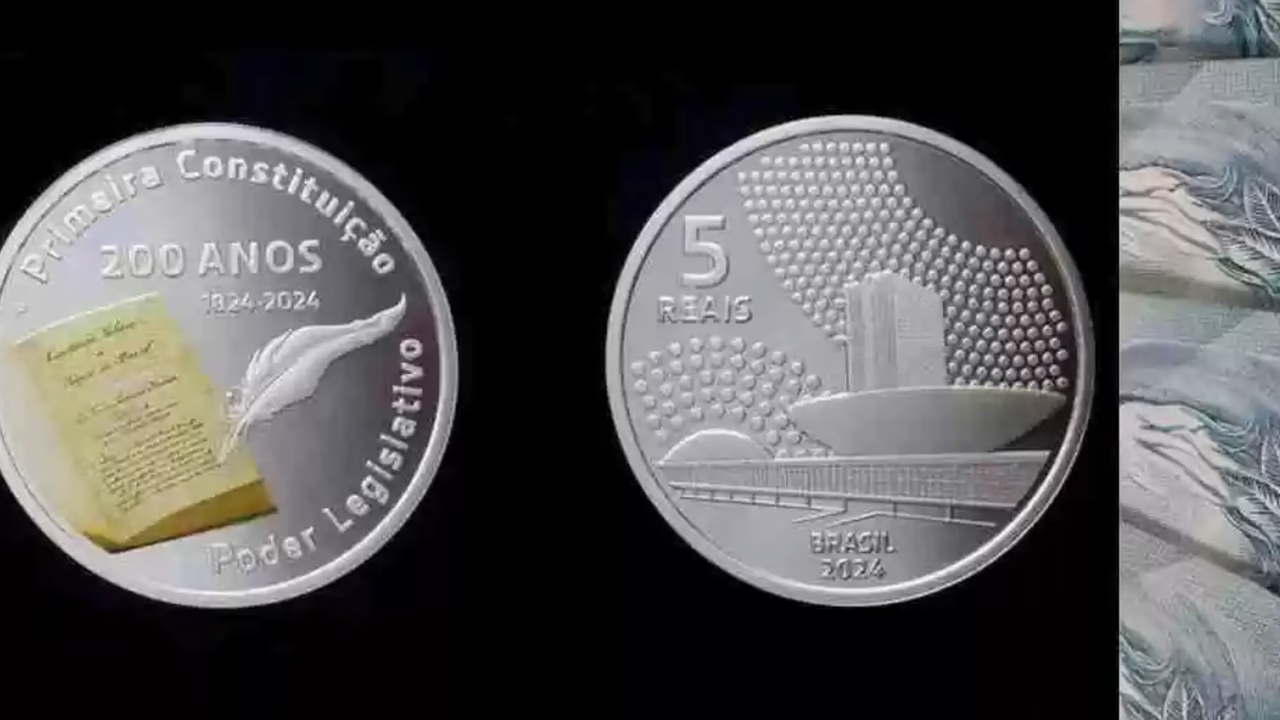 Primeira Constituição
200 ANOS
1824-2024
Poder Legislativo
5
REAIS
BRASIL
2024